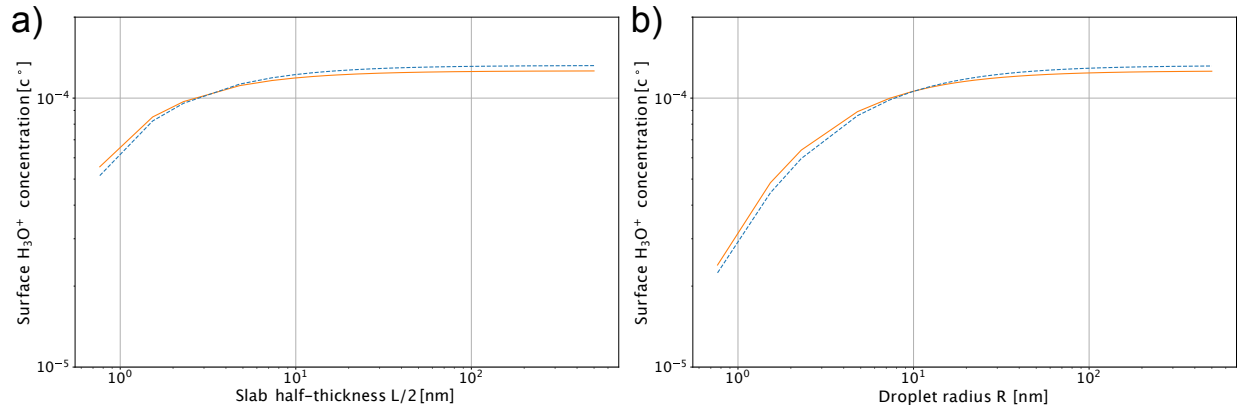 a)
Surface H₃O⁺ concentration[c°]
10⁻⁴
10⁻⁵
10⁰
10¹
10²
Slab half-thickness L/2[nm]
b)
Surface H₃O⁺ concentration[c°]
10⁻⁴
10⁻⁵
10⁰
10¹
10²
Droplet radius R [nm]